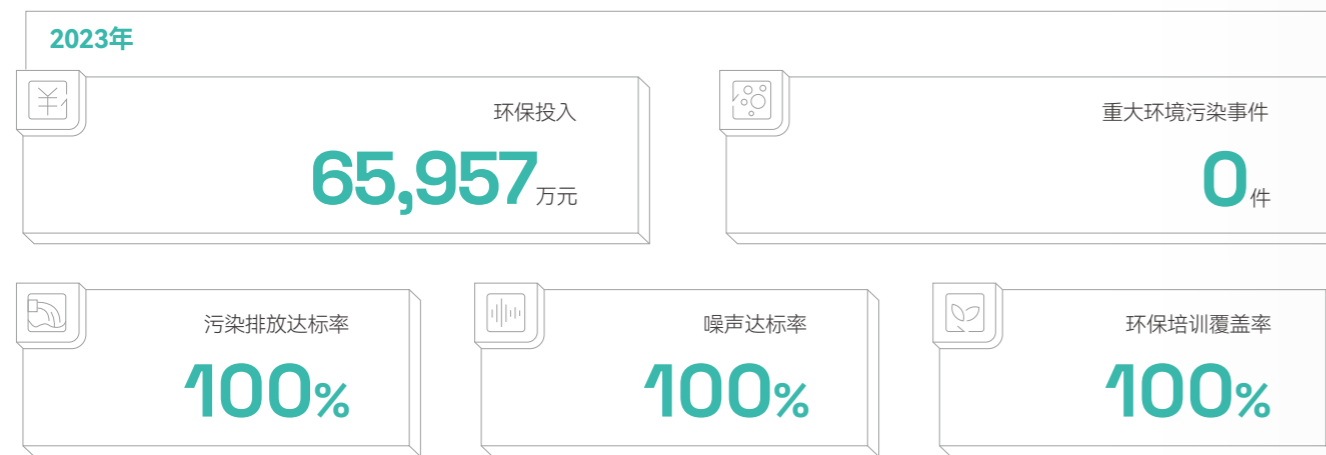 2023年
环保投入
65,957万元
重大环境污染事件
0件
污染排放达标率
100%
噪声达标率
100%
环保培训覆盖率
100%